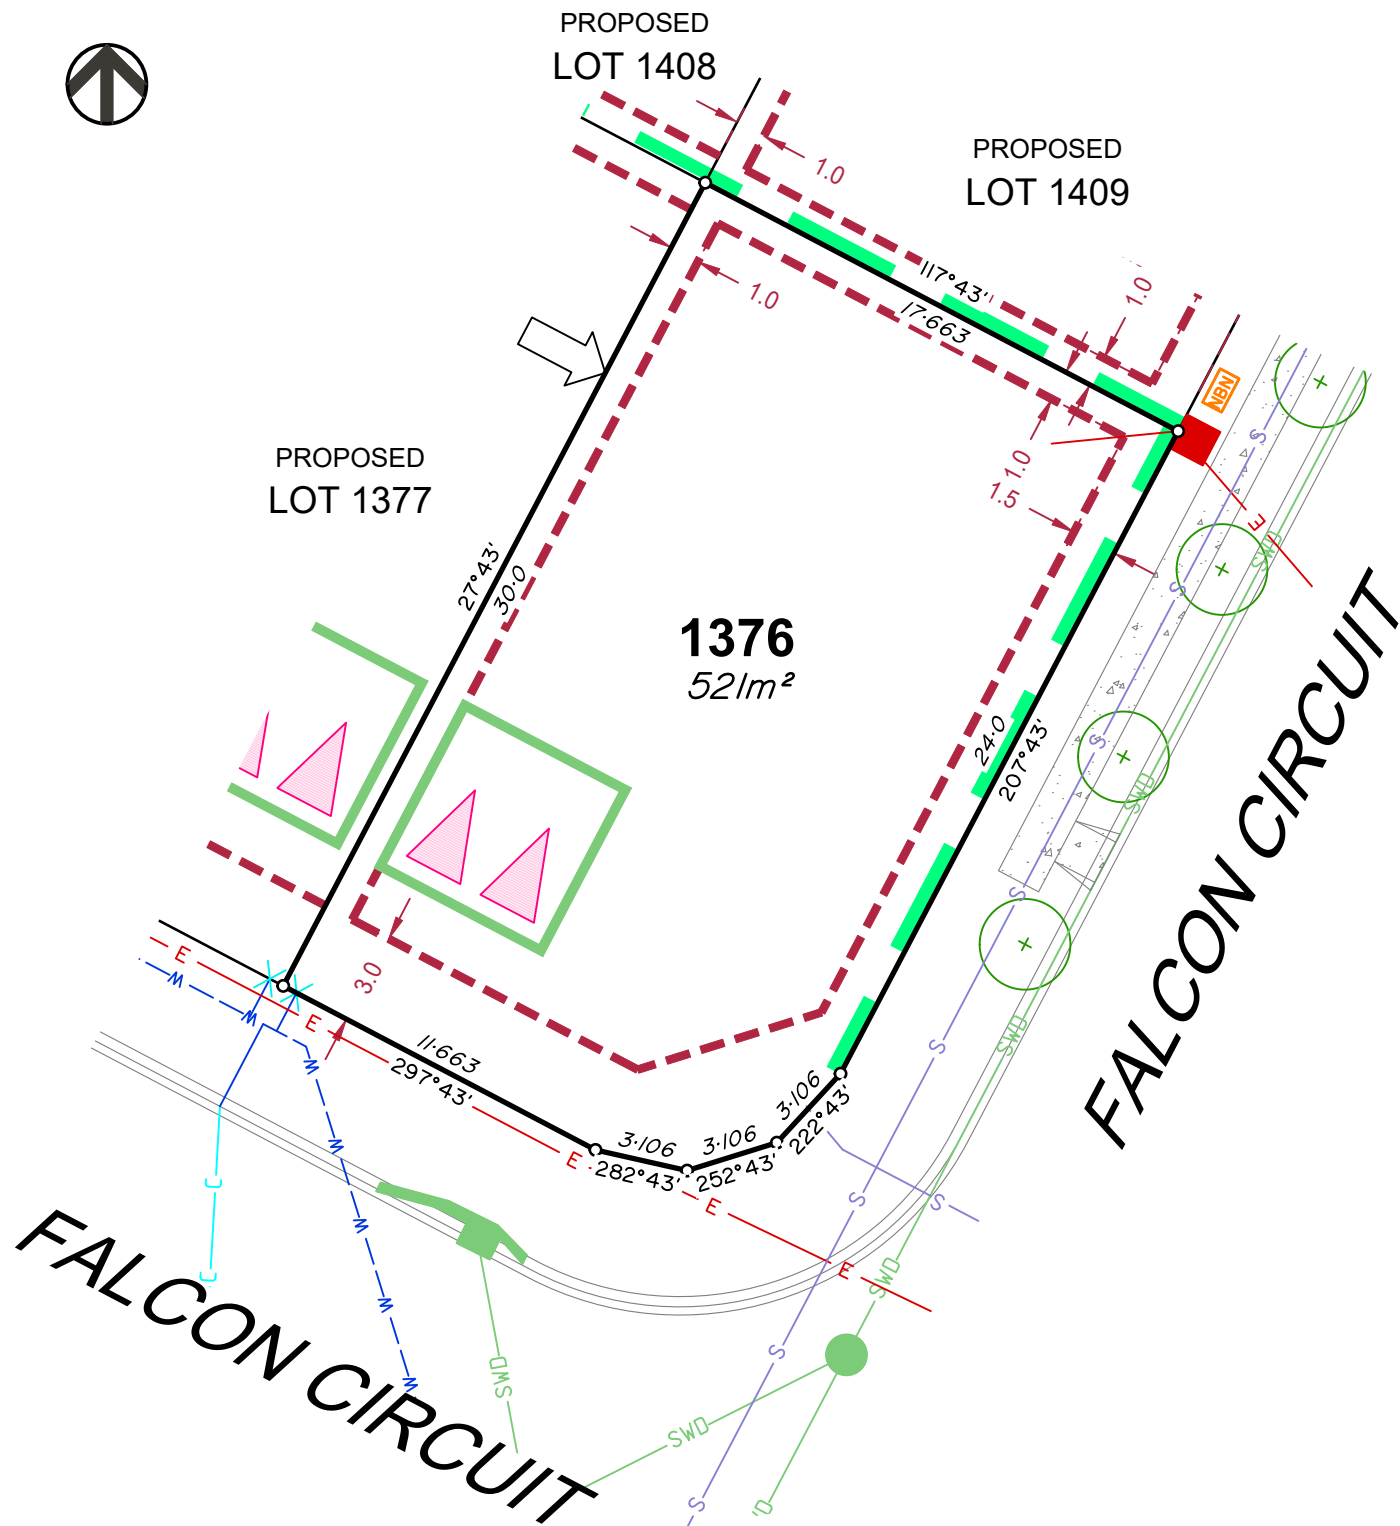 PROPOSED
LOT 1408
PROPOSED
LOT 1409
1.0
1.0
117°43'
17·663
1.0
NBN
1.0
1.5
S
E
SWD
PROPOSED
LOT 1377
27°43'
30·0
1376
521m²
S
24·0
207°43'
S
SWD
S
FALCON CIRCUIT
3.0
E
W
W
E
11·663
297°43'
W
W
E
3·106
282°43'
3·106
252°43'
3·106
222°43'
S
SWD
E
S
S
W
E
SWD
W
S
SWD
W
SWD
S
FALCON CIRCUIT